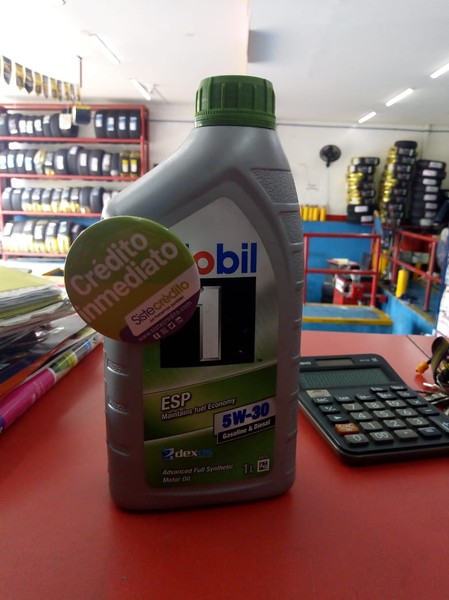 Crédito
inmediato
Sistecrédito
obil
1
ESP
Maintains fuel Economy
5W-30
Gasoline & Diesel
dexos
Advanced Full Synthetic
Motor Oil
1L